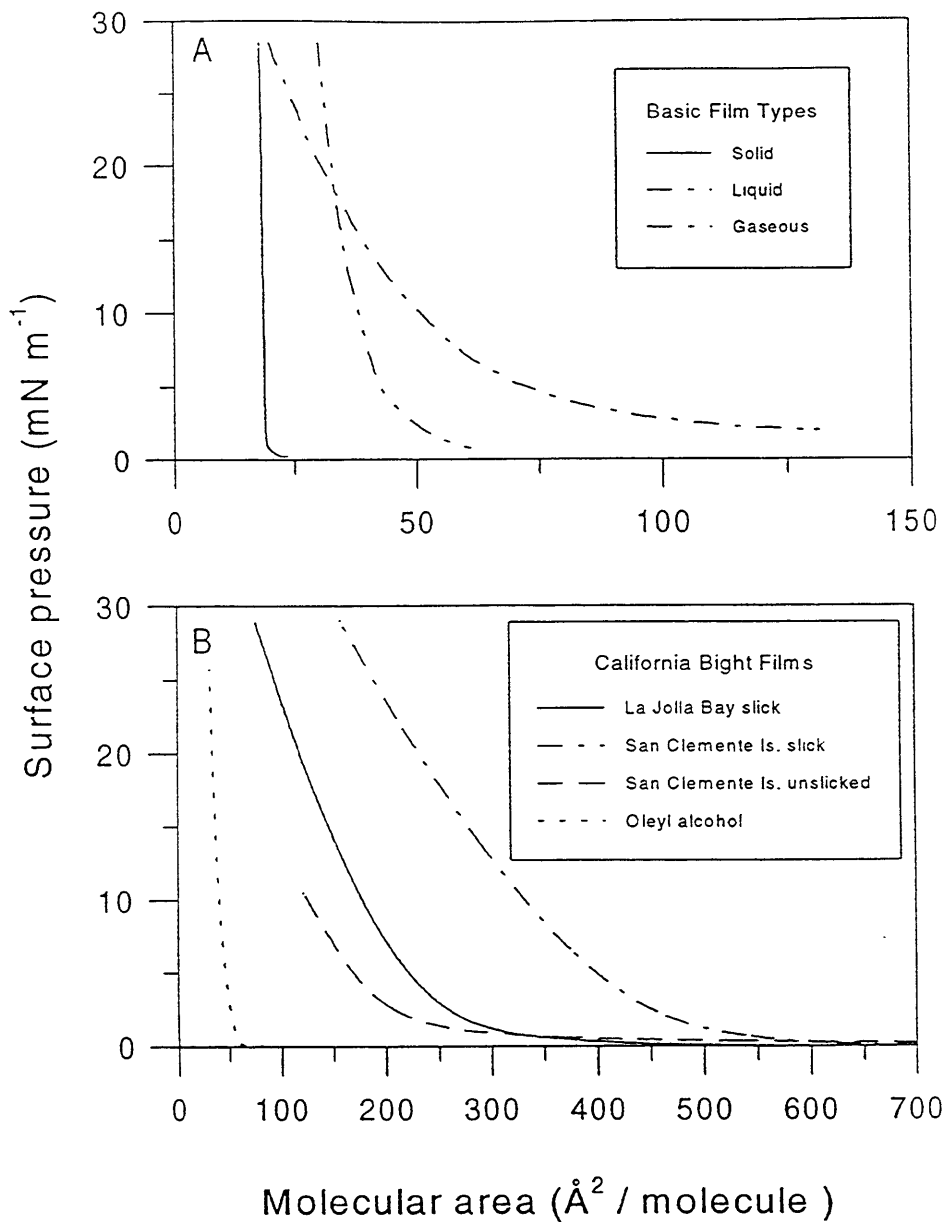 Surface pressure (mN m⁻¹)
30
20
10
0
A
Basic Film Types
Solid
Liquid
Gaseous
0 50 100 150
30
20
10
0
B
California Bight Films
La Jolla Bay slick
San Clemente Is. slick
San Clemente Is. unslicked
Oleyl alcohol
0 100 200 300 400 500 600 700
Molecular area (Å² / molecule )